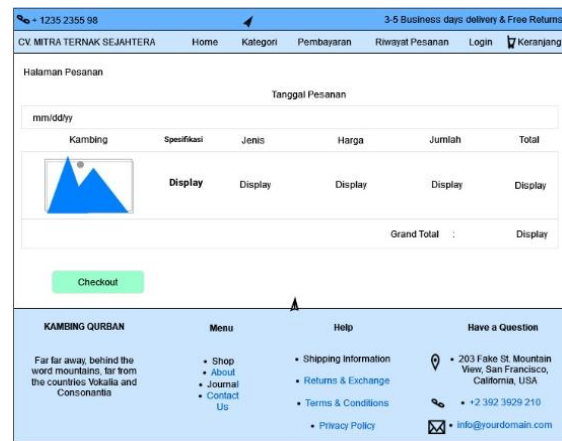 + 1235 2355 98 3-5 Business days delivery & Free Returns
CV. MITRA TERNAK SEJAHTERA Home Kategori Pembayaran Riwayat Pesanan Login Keranjang
Halaman Pesanan
Tanggal Pesanan
mm/dd/yy
Kambing Spesifikasi Jenis Harga Jumlah Total
Display Display Display Display Display
Grand Total : Display
Checkout
KAMBING QURBAN
Far far away, behind the
word mountains, far from
the countries Vokalia and
Consonantia
Menu
• Shop
• About
• Journal
• Contact
Us
Help
• Shipping Information
• Returns & Exchange
• Terms & Conditions
• Privacy Policy
Have a Question
• 203 Fake St. Mountain
View, San Francisco,
California, USA
• +2 392 3929 210
• info@yourdomain.com